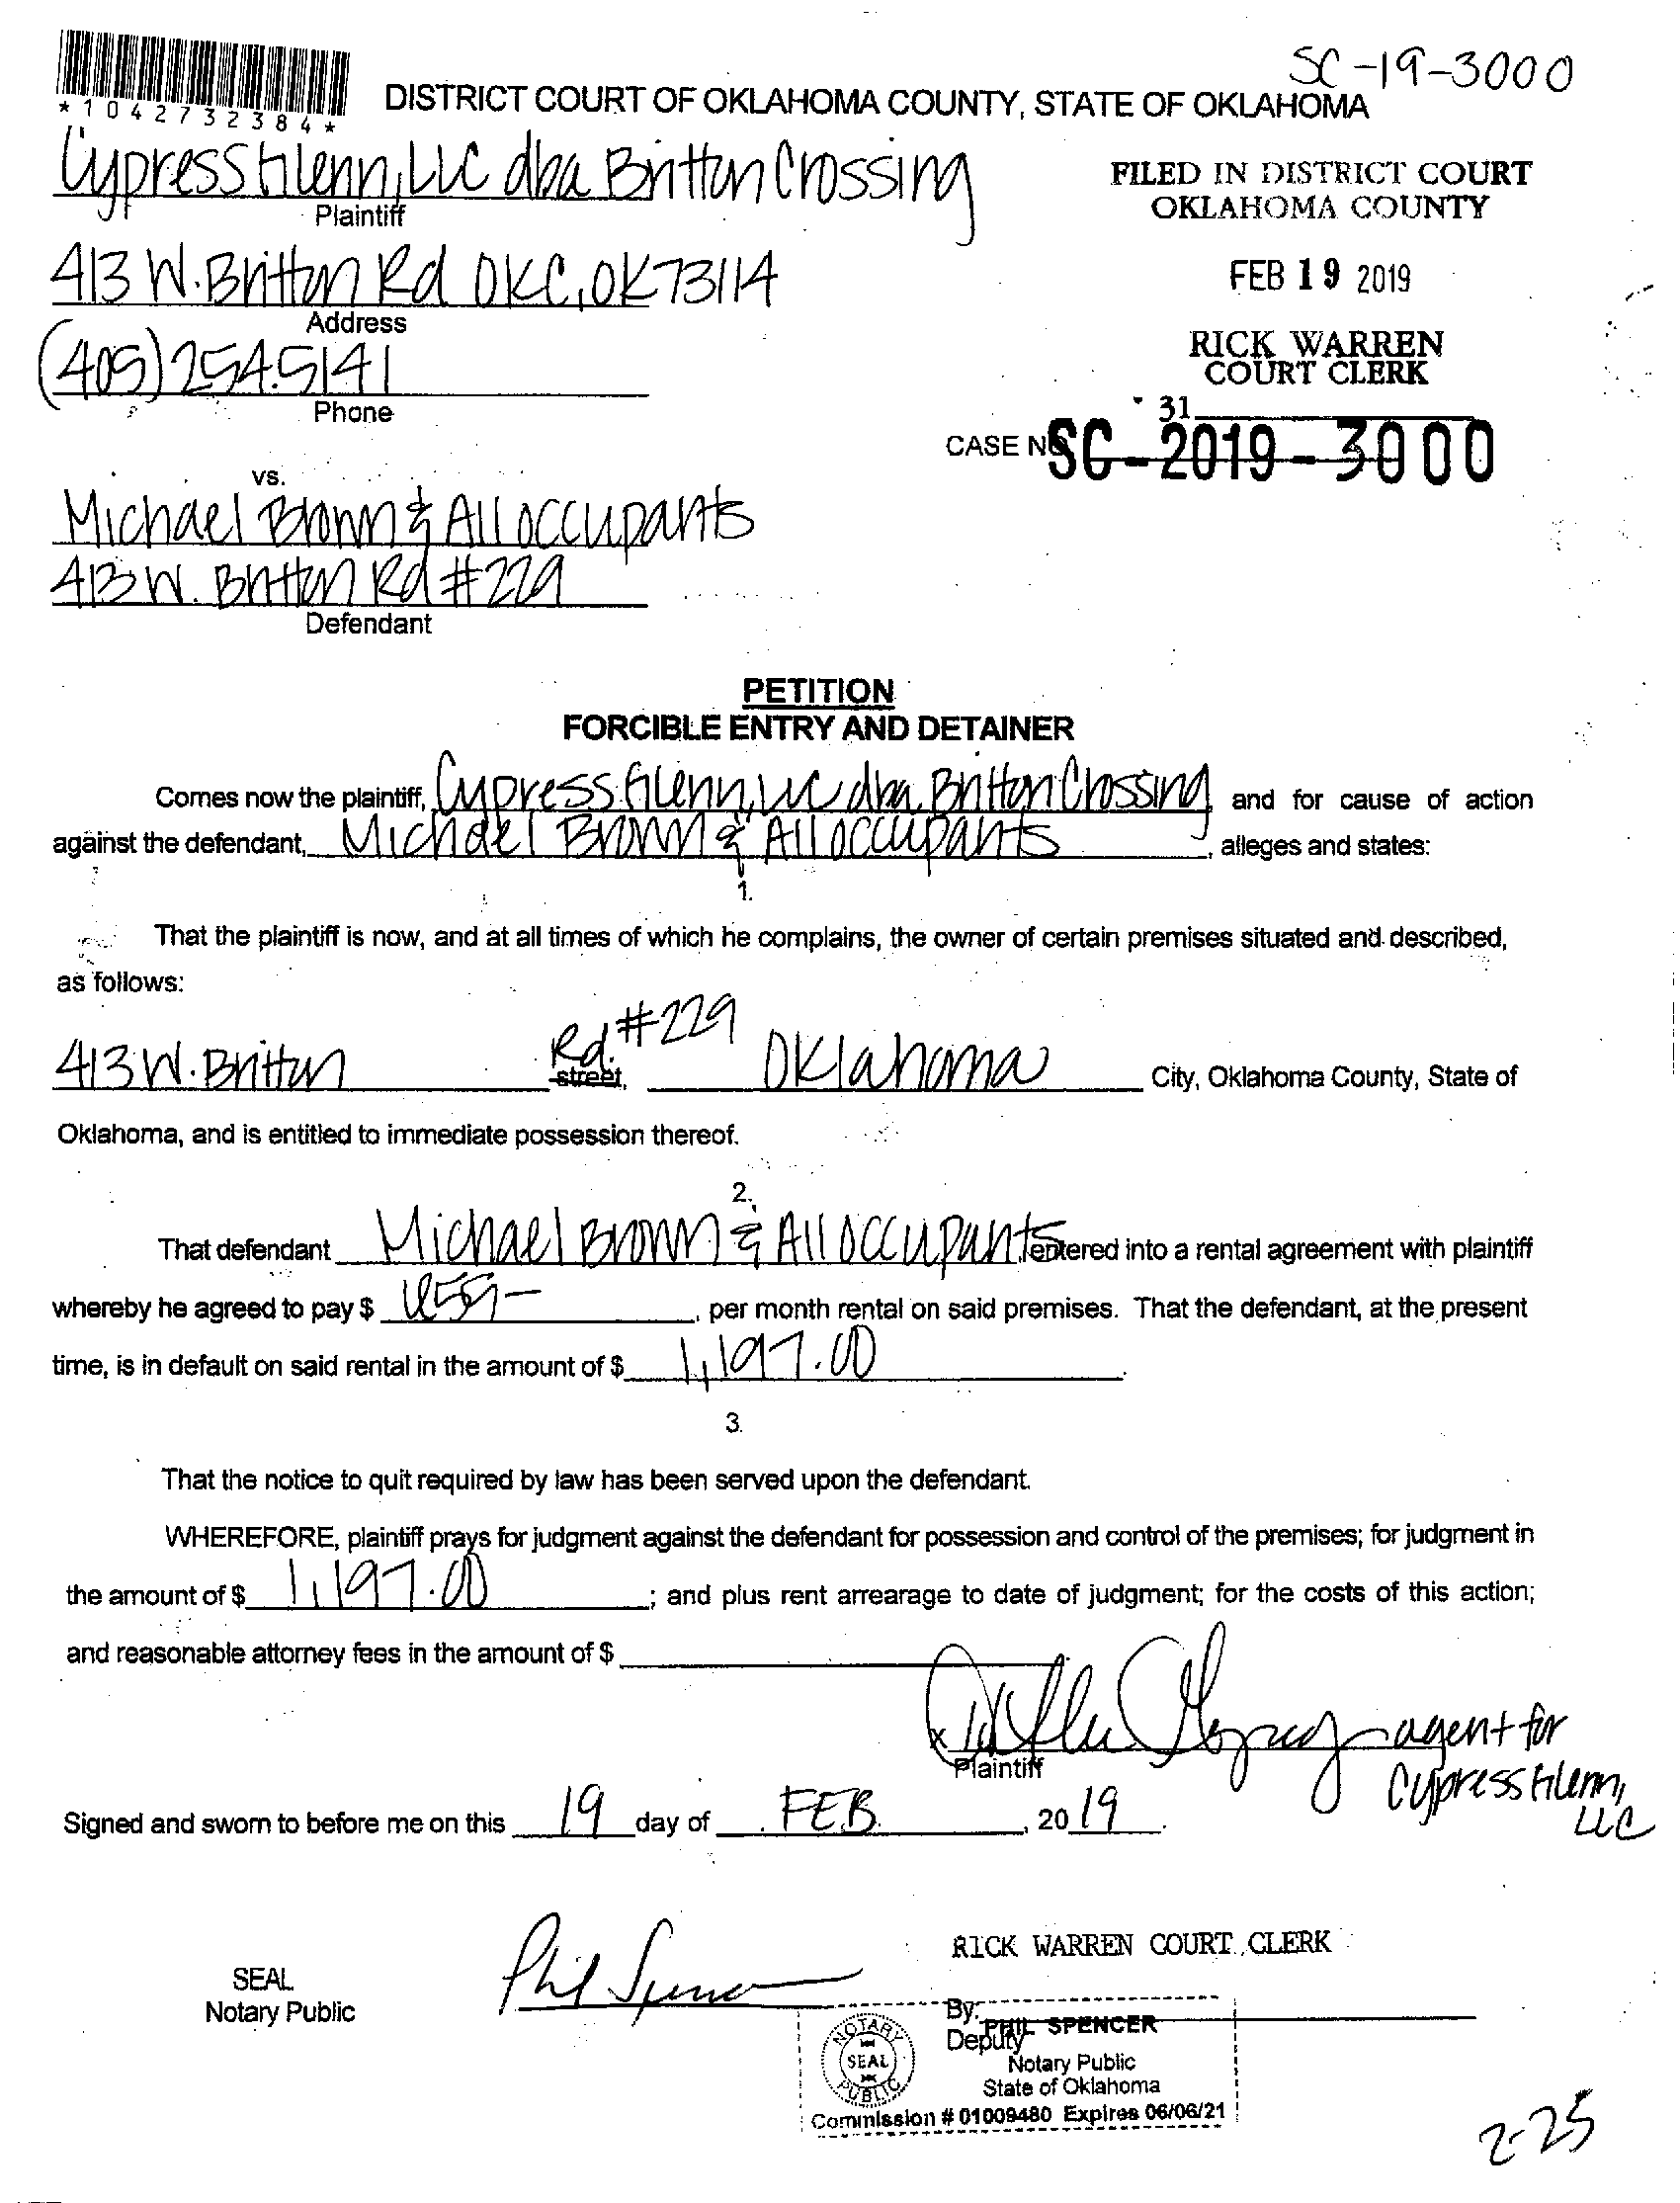 SC-19-3000
*1042732384*
DISTRICT COURT OF OKLAHOMA COUNTY, STATE OF OKLAHOMA
Cypress Glenn, LLC dba Britton Crossing
Plaintiff
FILED IN DISTRICT COURT
OKLAHOMA COUNTY
413 W. Britton Rd OKC, OK 73114
Address
FEB 19 2019
(405) 254.5141
Phone
RICK WARREN
COURT CLERK
31
CASE NO. SC-2019-3000
vs.
Michael Brown & All occupants
413 W. Britton Rd #229
Defendant
PETITION
FORCIBLE ENTRY AND DETAINER
Comes now the plaintiff, Cypress Glenn, LLC dba Britton Crossing and for cause of action
against the defendant, Michael Brown & All occupants, alleges and states:
1.
That the plaintiff is now, and at all times of which he complains, the owner of certain premises situated and described,
as follows:
413 W. Britton Rd. #229 street, Oklahoma City, Oklahoma County, State of
Oklahoma, and is entitled to immediate possession thereof.
2.
That defendant Michael Brown & All occupants, entered into a rental agreement with plaintiff
whereby he agreed to pay $ , per month rental on said premises. That the defendant, at the present
time, is in default on said rental in the amount of $ 1,197.00.
3.
That the notice to quit required by law has been served upon the defendant.
WHEREFORE, plaintiff prays for judgment against the defendant for possession and control of the premises; for judgment in
the amount of $ 1,197.00; and plus rent arrearage to date of judgment; for the costs of this action;
and reasonable attorney fees in the amount of $
x agent for
Plaintiff
Cypress Glenn,
LLC
Signed and sworn to before me on this 19 day of FEB., 2019.
RICK WARREN COURT CLERK
SEAL
Notary Public
Phil Spencer
By:
Deputy
PHIL SPENCER
NOTARY PUBLIC
SEAL
Notary Public
State of Oklahoma
Commission # 01009480 Expires 06/06/21
2-25